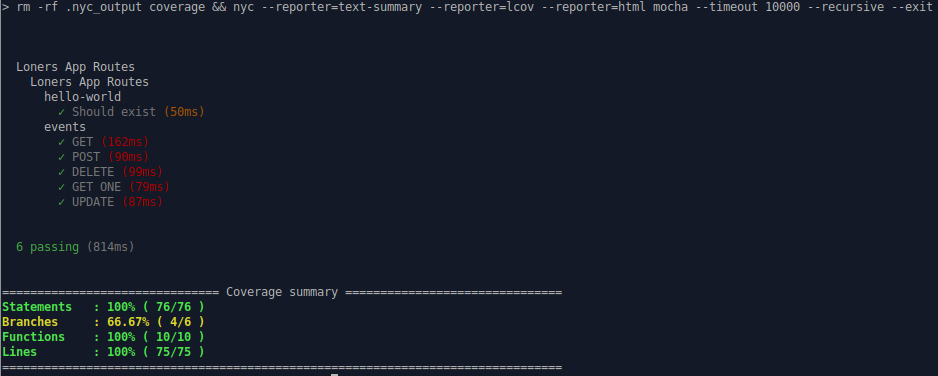 > rm -rf .nyc_output coverage && nyc --reporter=text-summary --reporter=lcov --reporter=html mocha --timeout 10000 --recursive --exit
Loners App Routes
Loners App Routes
hello-world
✓ Should exist (50ms)
events
✓ GET (162ms)
✓ POST (90ms)
✓ DELETE (99ms)
✓ GET ONE (79ms)
✓ UPDATE (87ms)
6 passing (814ms)
=============================== Coverage summary ===============================
Statements   : 100% ( 76/76 )
Branches     : 66.67% ( 4/6 )
Functions    : 100% ( 10/10 )
Lines        : 100% ( 75/75 )
================================================================================